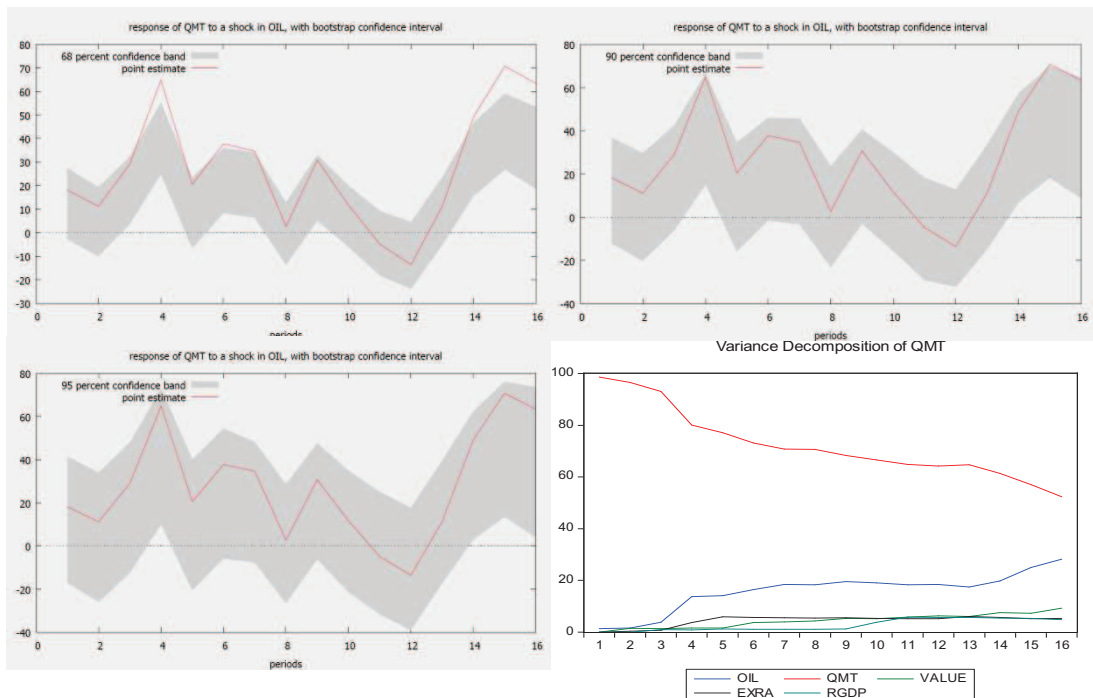 response of QMT to a shock in OIL, with bootstrap confidence interval
80
70
60
50
40
30
20
10
0
-10
-20
-30
68 percent confidence band
point estimate
0 2 4 6 8 10 12 14 16
periods
response of QMT to a shock in OIL, with bootstrap confidence interval
80
60
40
20
0
-20
-40
90 percent confidence band
point estimate
0 2 4 6 8 10 12 14 16
periods
response of QMT to a shock in OIL, with bootstrap confidence interval
80
60
40
20
0
-20
-40
95 percent confidence band
point estimate
0 2 4 6 8 10 12 14 16
periods
Variance Decomposition of QMT
100
80
60
40
20
0
1 2 3 4 5 6 7 8 9 10 11 12 13 14 15 16
OIL QMT VALUE
EXRA RGDP